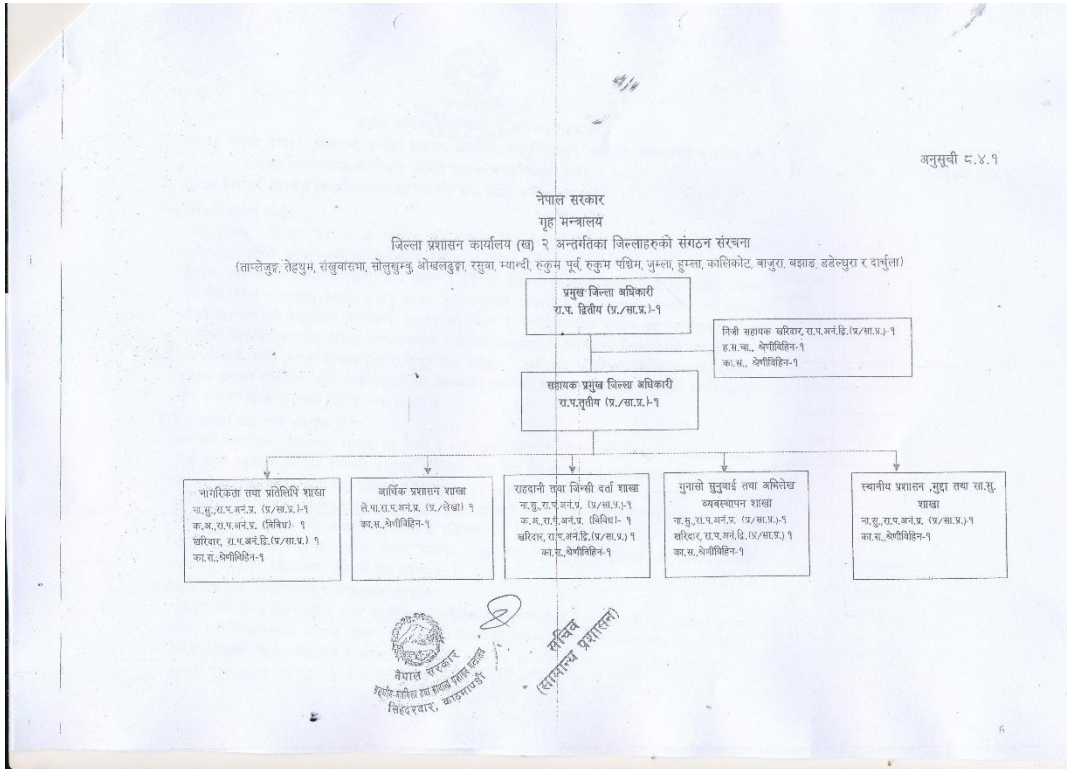 अनुसूची ८.४.१
नेपाल सरकार
गृह मन्त्रालय
जिल्ला प्रशासन कार्यालय (ख) २ अन्तर्गतका जिल्लाहरुको संगठन संरचना
(ताप्लेजुङ्ग, तेह्रथुम, संखुवासभा, सोलुखुम्बु, ओखलढुङ्गा, रसुवा, म्याग्दी, रुकुम पूर्व, रुकुम पश्चिम, जुम्ला, हुम्ला, कालिकोट, बाजुरा, बझाङ, डडेल्धुरा र दार्चुला)
प्रमुख जिल्ला अधिकारी
रा.प. द्वितीय (प्र./सा.प्र.)-१
निजी सहायक खरिदार, रा.प.अनं.द्वि.(प्र/सा.प्र.)-१
ह.स.चा., श्रेणीविहिन-१
का.स., श्रेणीविहिन-१
सहायक प्रमुख जिल्ला अधिकारी
रा.प.तृतीय (प्र./सा.प्र.)-१
नागरिकता तथा प्रतिलिपि शाखा
ना.सु.,रा.प.अनं.प्र. (प्र/सा.प्र.)-१
क.अ.,रा.प.अनं.प्र. (विविध)- १
खरिदार, रा.प.अनं.द्वि.(प्र/सा.प्र.) १
का.स.,श्रेणीविहिन-१
आर्थिक प्रशासन शाखा
ले.पा.रा.प.अनं.प्र. (प्र./लेखा) १
का.स.,श्रेणीविहिन-१
राहदानी तथा जिन्सी दर्ता शाखा
ना.सु.,रा.प.अनं.प्र. (प्र/सा.प्र.)-१
क.अ.,रा.प.अनं.प्र. (विविध)- १
खरिदार, रा.प.अनं.द्वि.(प्र/सा.प्र.) १
का.स.,श्रेणीविहिनं-१
गुनासो सुनुवाई तथा अभिलेख
व्यबस्थापन शाखा
ना.सु.,रा.प.अनं.प्र. (प्र/सा.प्र.)-१
खरिदार, रा.प.अनं.द्वि.(प्र/सा.प्र.) १
का.स.,श्रेणीविहिन-१
स्थानीय प्रशासन ,मुद्दा तथा सा.सु.
शाखा
ना.सु.,रा.प.अनं.प्र. (प्र/सा.प्र.)-१
का.स.,श्रेणीविहिन-१
नेपाल सरकार
सिंहदरवार, काठमाण्डौं
सचिव
(सामान्य प्रशासन)